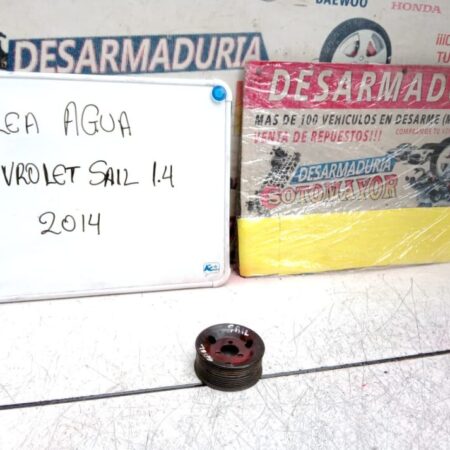 DAEWOO
HONDA
DESARMADURIA
LEA AGUA
VROLET SAIL 1.4
2014
DESARMAD
MAS DE 100 VEHICULOS EN DESARME (M
VENTA DE REPUESTOS!!!
DESARMADURIA
SOTOMAYOR
SAIL